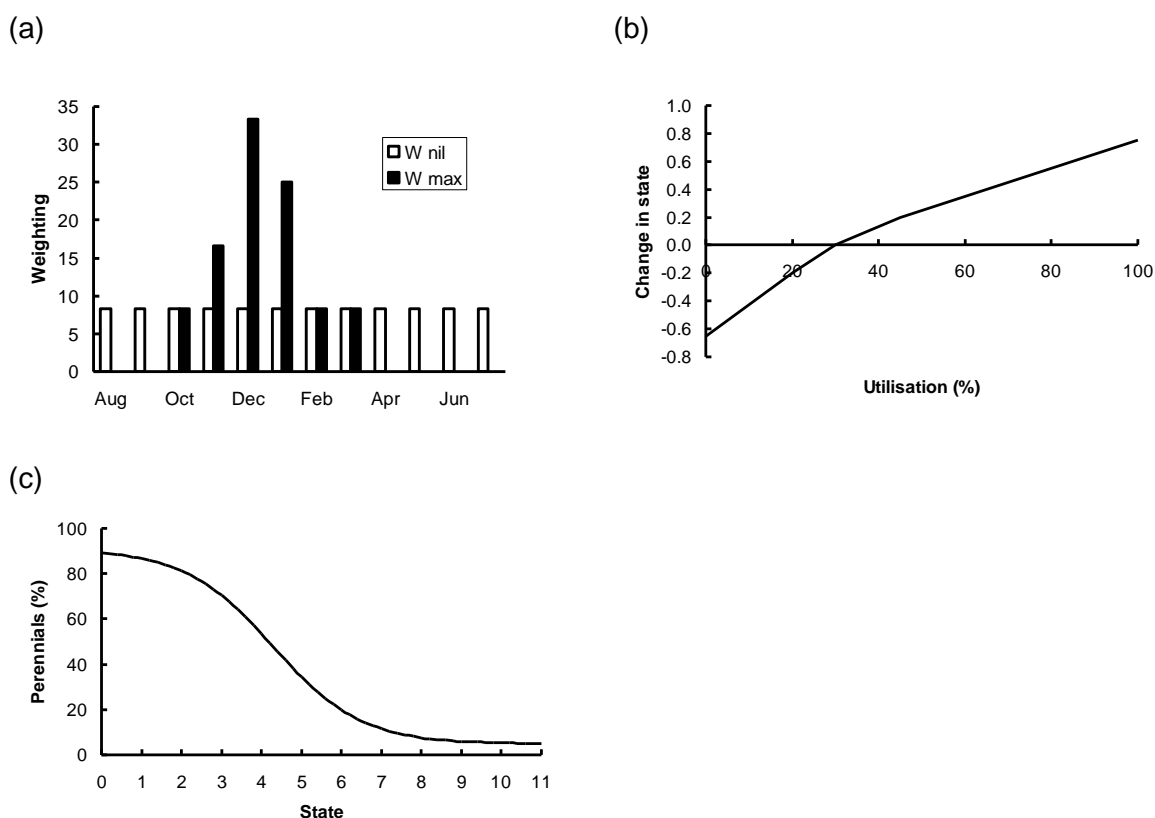 (a)
Weighting
35
30
25
20
15
10
5
0
W nil
W max
Aug Oct Dec Feb Apr Jun
(b)
Change in state
1.0
0.8
0.6
0.4
0.2
0.0
-0.2
-0.4
-0.6
-0.8
0 20 40 60 80 100
Utilisation (%)
(c)
Perennials (%)
100
80
60
40
20
0
0 1 2 3 4 5 6 7 8 9 10 11
State